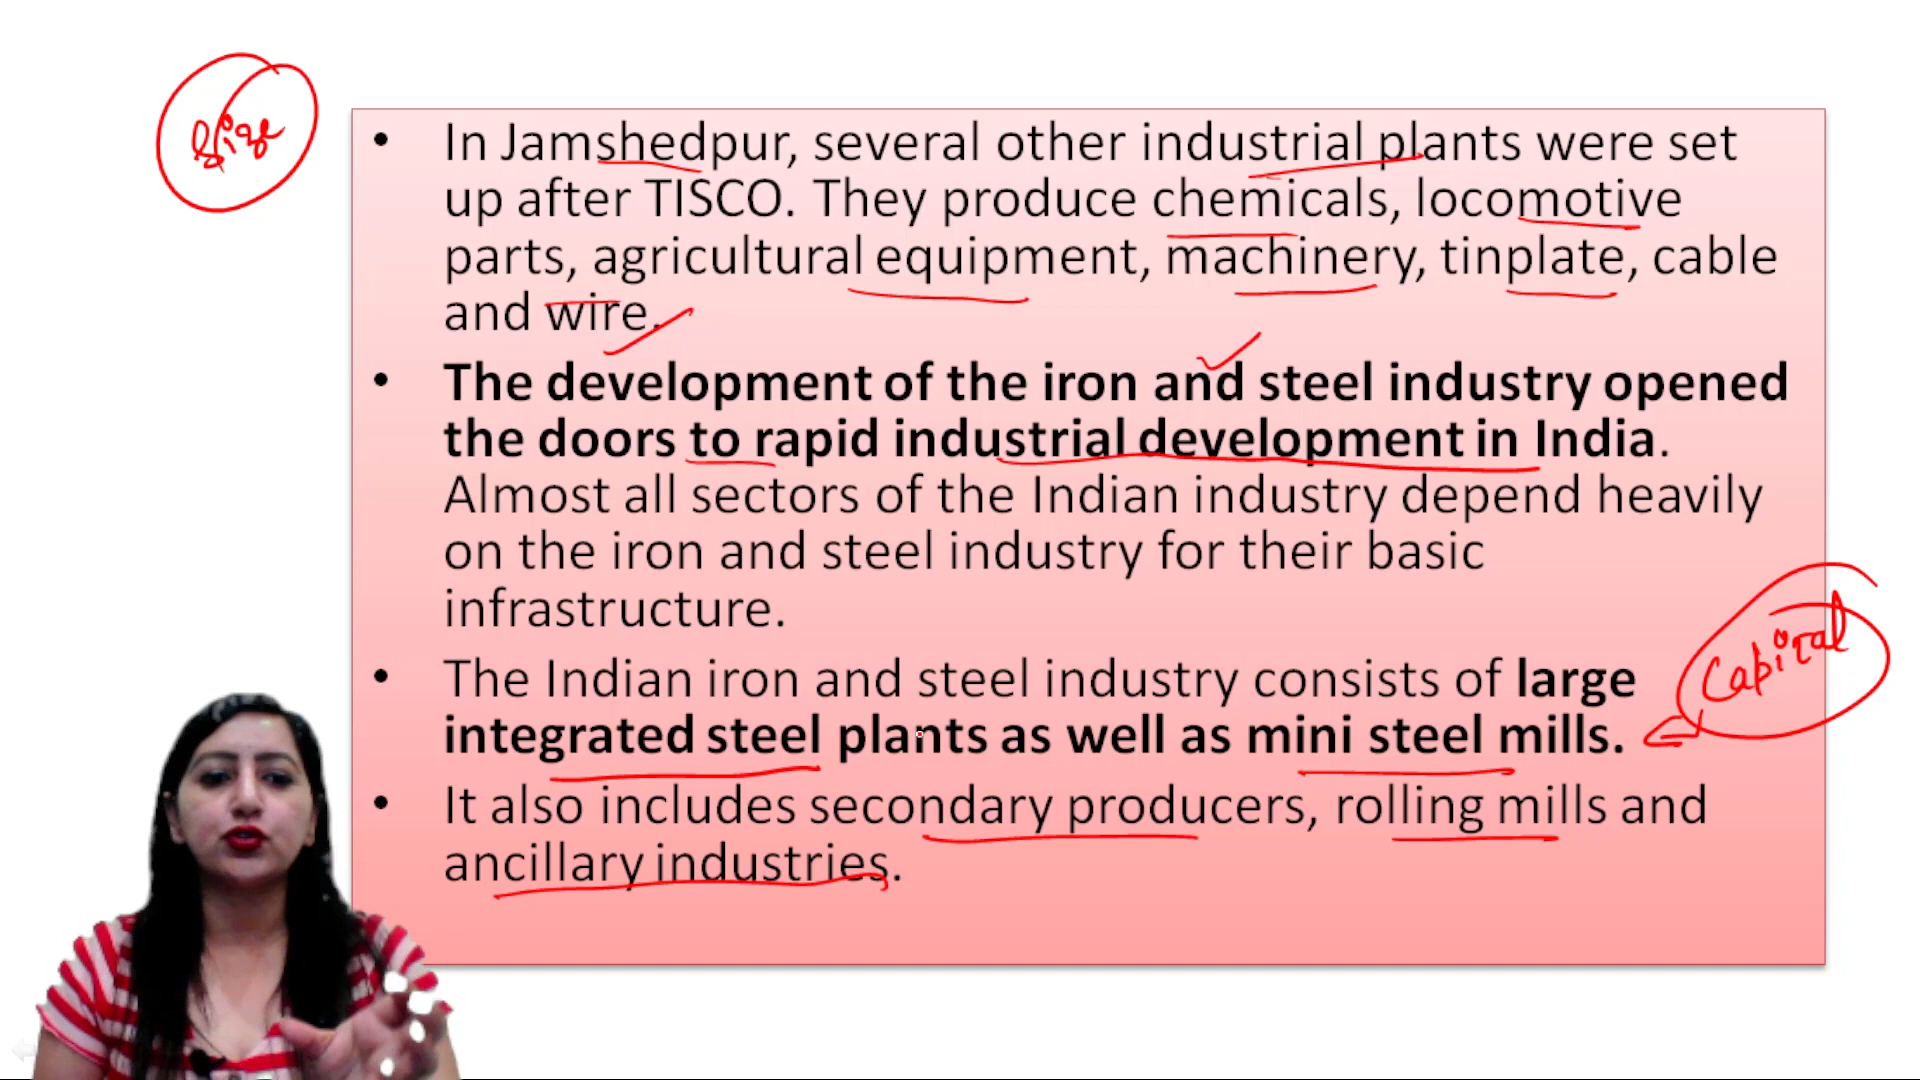 Size
• In Jamshedpur, several other industrial plants were set
up after TISCO. They produce chemicals, locomotive
parts, agricultural equipment, machinery, tinplate, cable
and wire.
• The development of the iron and steel industry opened
the doors to rapid industrial development in India.
Almost all sectors of the Indian industry depend heavily
on the iron and steel industry for their basic
infrastructure.
• The Indian iron and steel industry consists of large
integrated steel plants as well as mini steel mills.
Capital
• It also includes secondary producers, rolling mills and
ancillary industries.